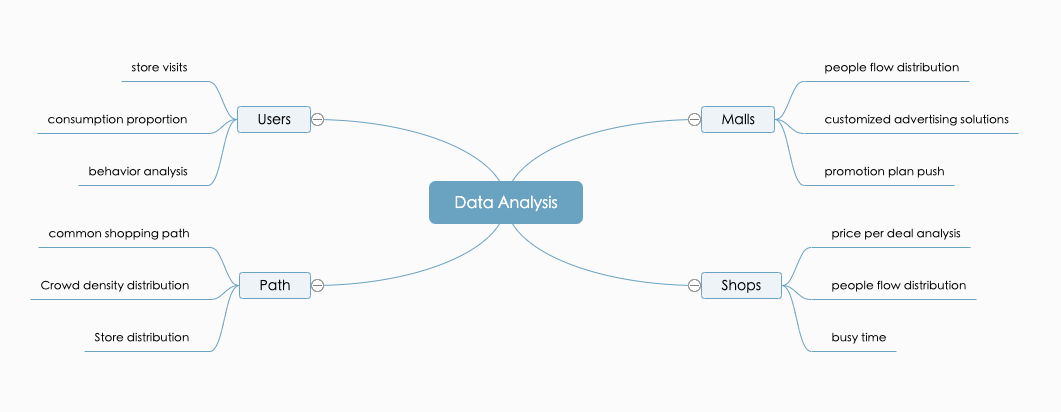 Data Analysis
Users
store visits
consumption proportion
behavior analysis
Path
common shopping path
Crowd density distribution
Store distribution
Malls
people flow distribution
customized advertising solutions
promotion plan push
Shops
price per deal analysis
people flow distribution
busy time